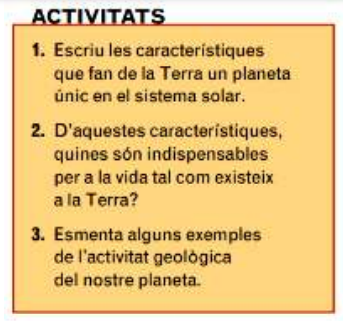 ACTIVITATS
1. Escriu les característiques
que fan de la Terra un planeta
únic en el sistema solar.
2. D'aquestes característiques,
quines són indispensables
per a la vida tal com existeix
a la Terra?
3. Esmenta alguns exemples
de l'activitat geològica
del nostre planeta.